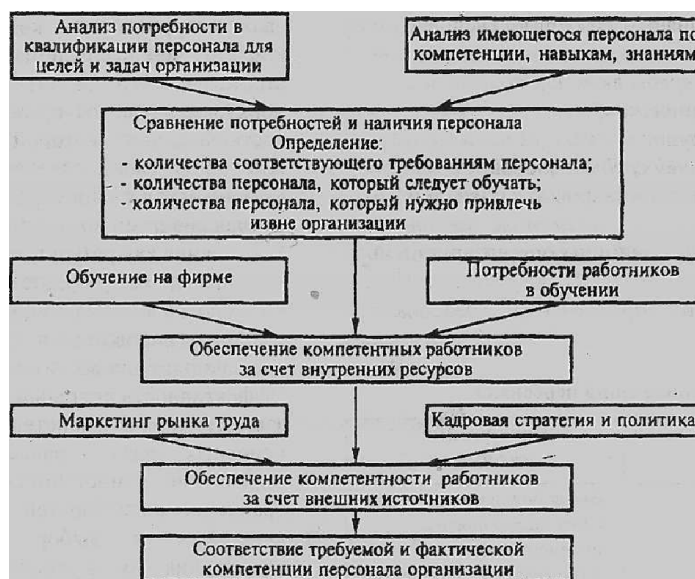 Анализ потребности в
квалификации персонала для
целей и задач организации
Анализ имеющегося персонала по
компетенции, навыкам, знаниям
Сравнение потребностей и наличия персонала
Определение:
- количества соответствующего требованиям персонала;
- количества персонала, который следует обучать;
- количества персонала, который нужно привлечь
извне организации
Обучение на фирме
Потребности работников
в обучении
Обеспечение компетентных работников
за счет внутренних ресурсов
Маркетинг рынка труда
Кадровая стратегия и политика
Обеспечение компетентности работников
за счет внешних источников
Соответствие требуемой и фактической
компетенции персонала организации